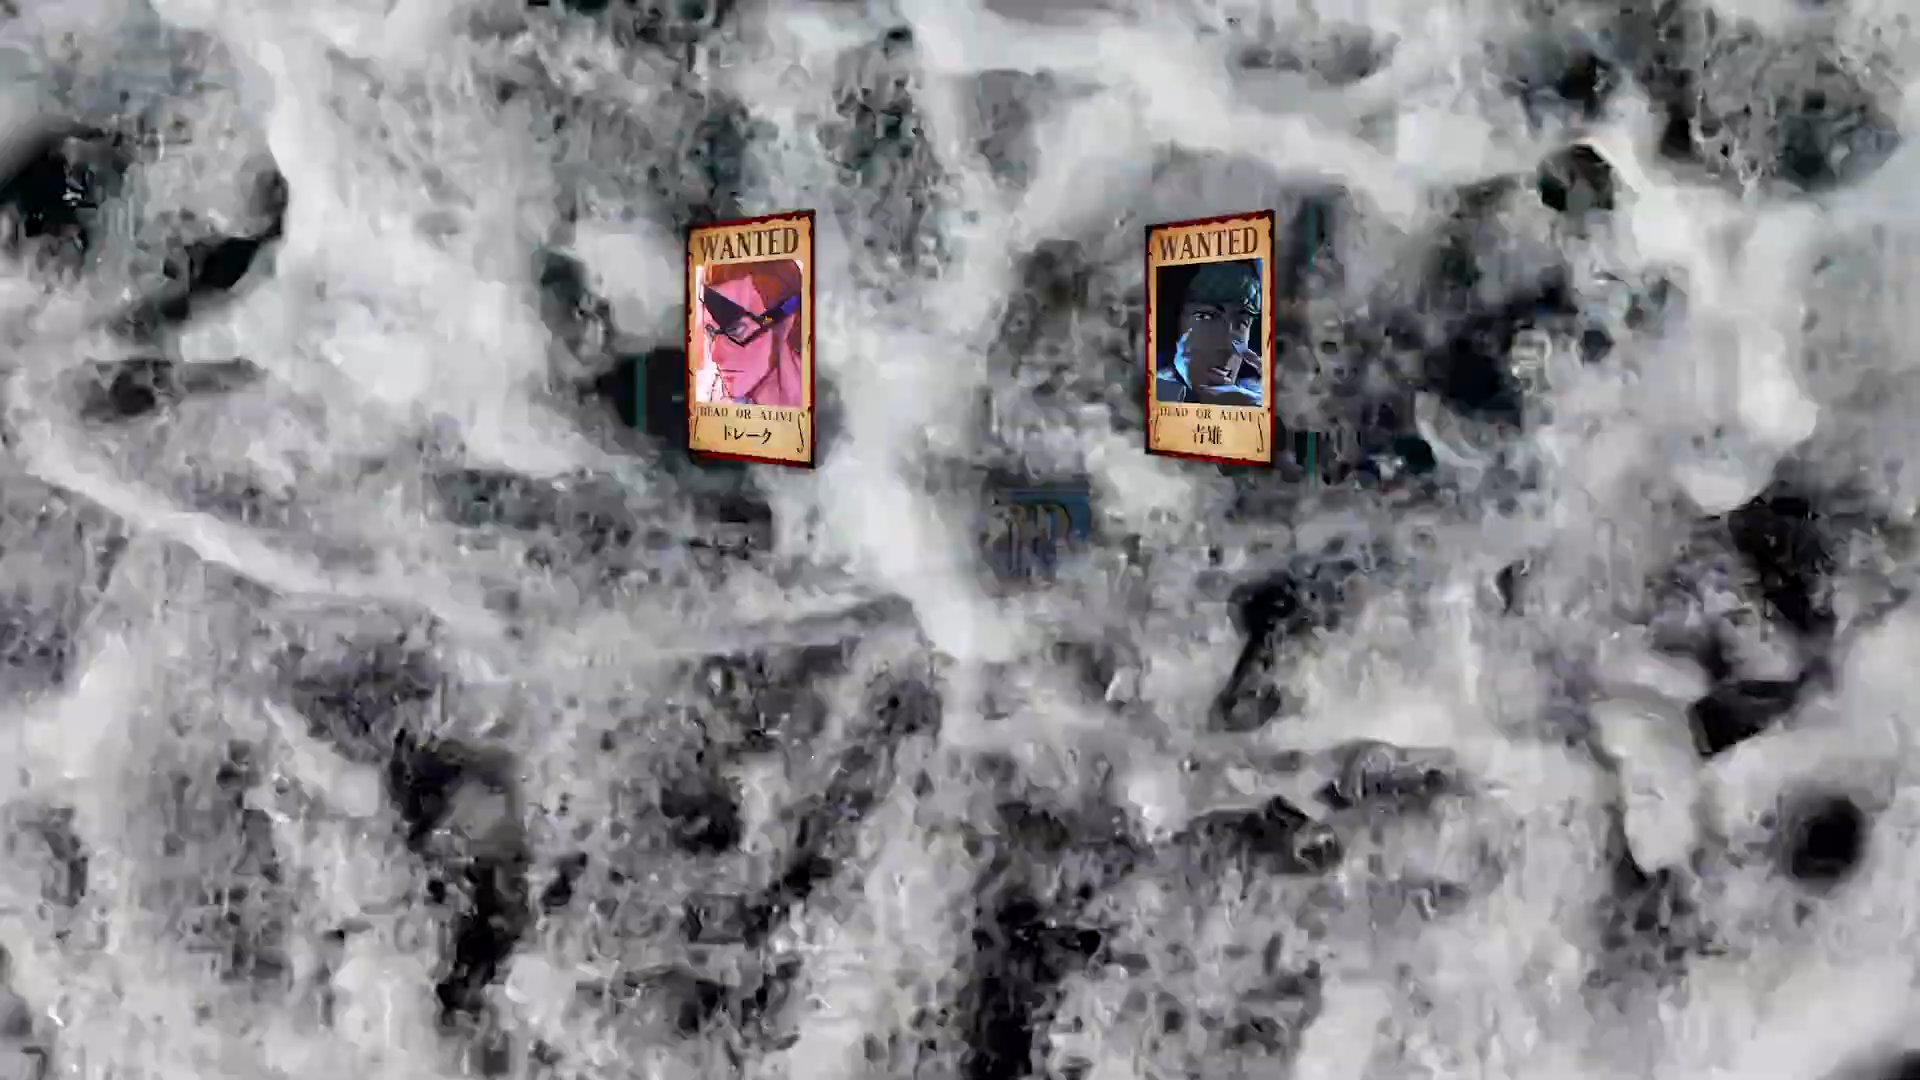 WANTED
DEAD OR ALIVE
ドレーク
WANTED
DEAD OR ALIVE
青雉